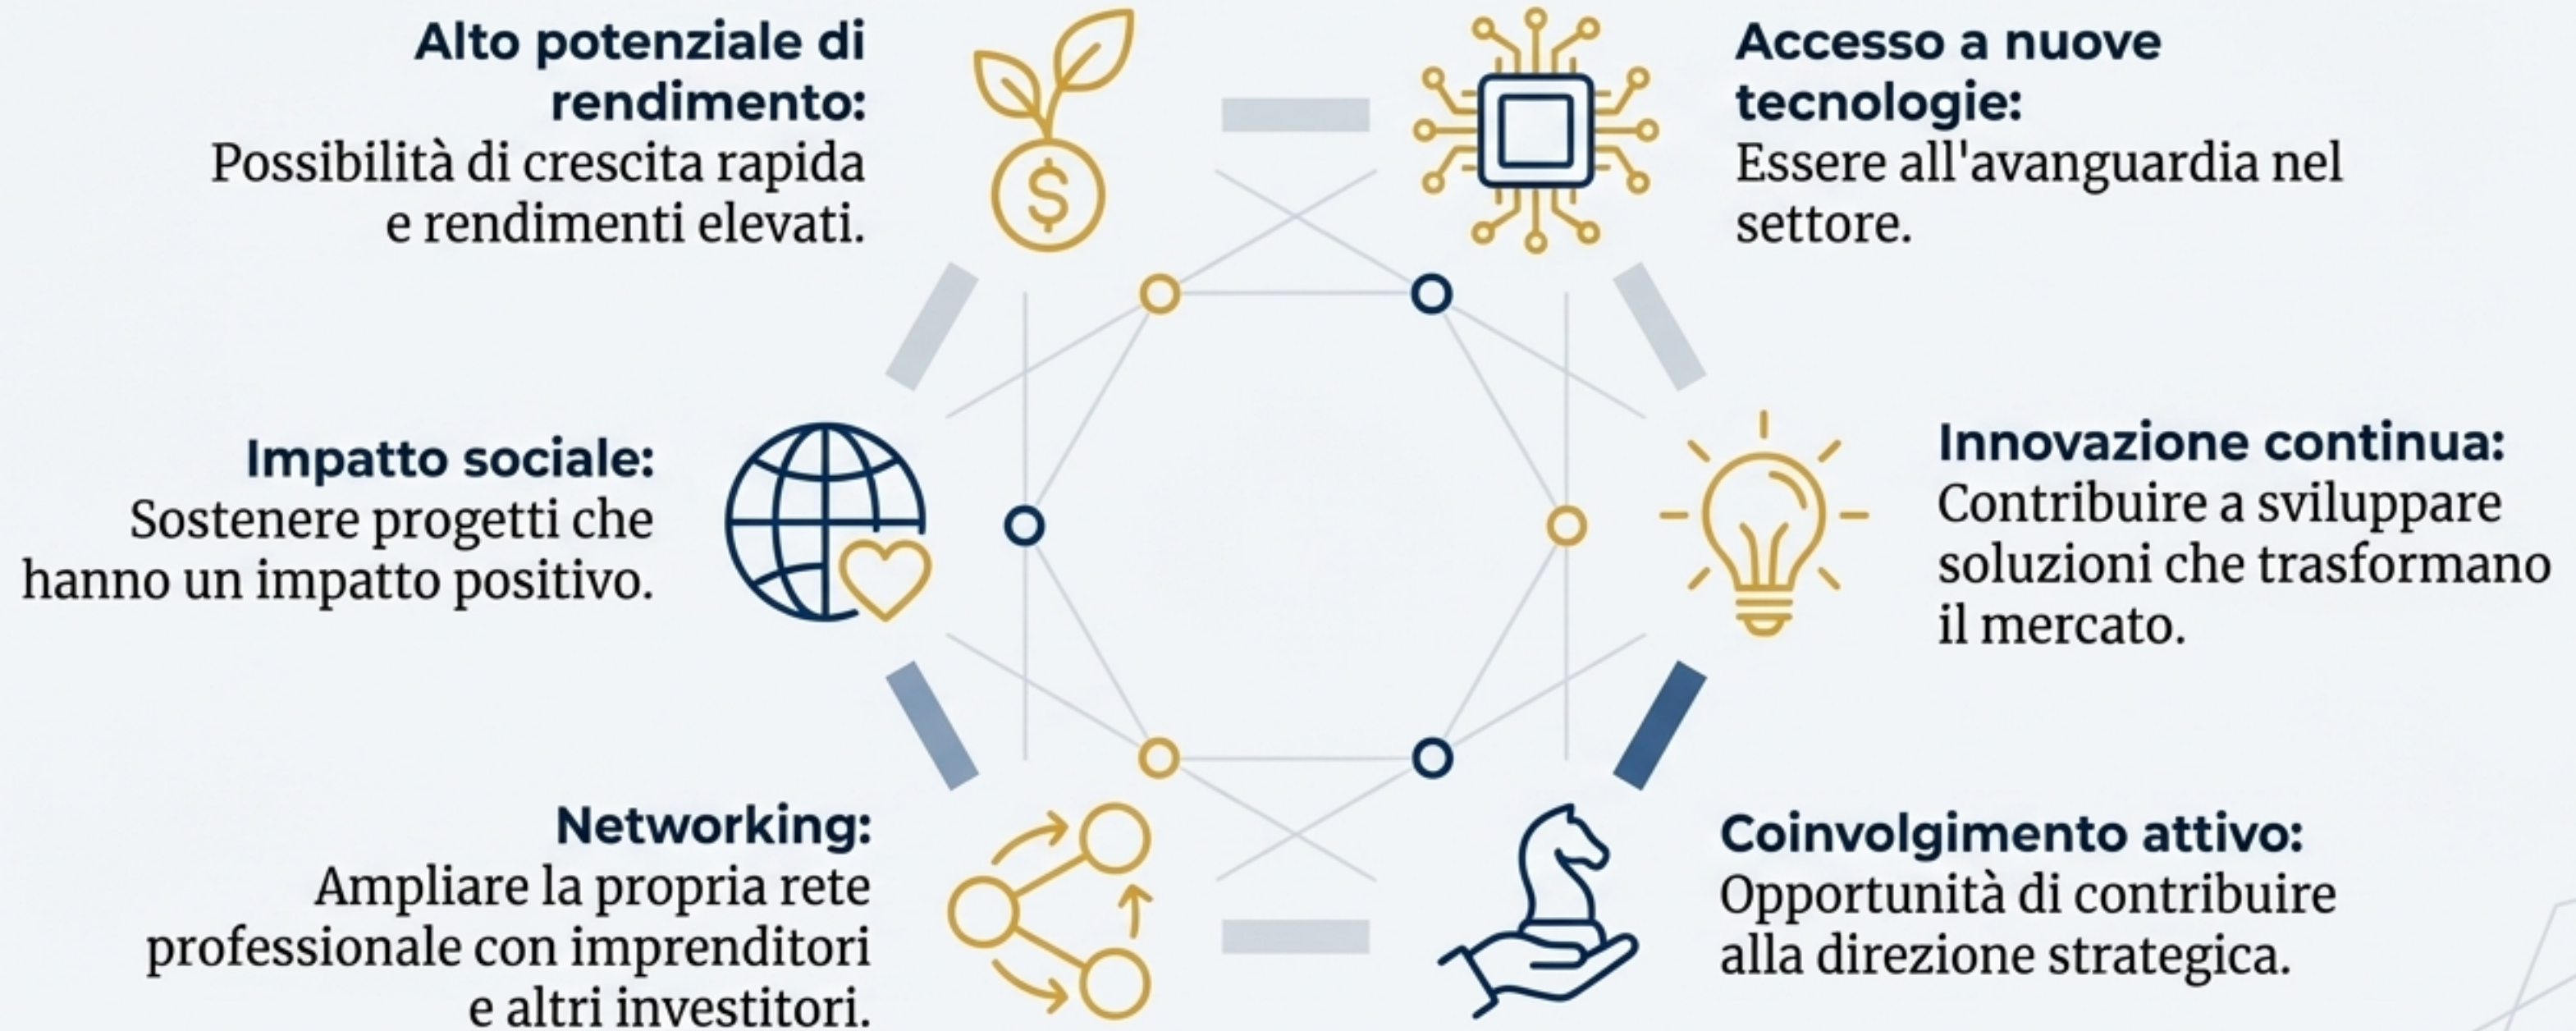 Alto potenziale di
rendimento:
Possibilità di crescita rapida
e rendimenti elevati.
Accesso a nuove
tecnologie:
Essere all'avanguardia nel
settore.
Impatto sociale:
Sostenere progetti che
hanno un impatto positivo.
Innovazione continua:
Contribuire a sviluppare
soluzioni che trasformano
il mercato.
Networking:
Ampliare la propria rete
professionale con imprenditori
e altri investitori.
Coinvolgimento attivo:
Opportunità di contribuire
alla direzione strategica.
$